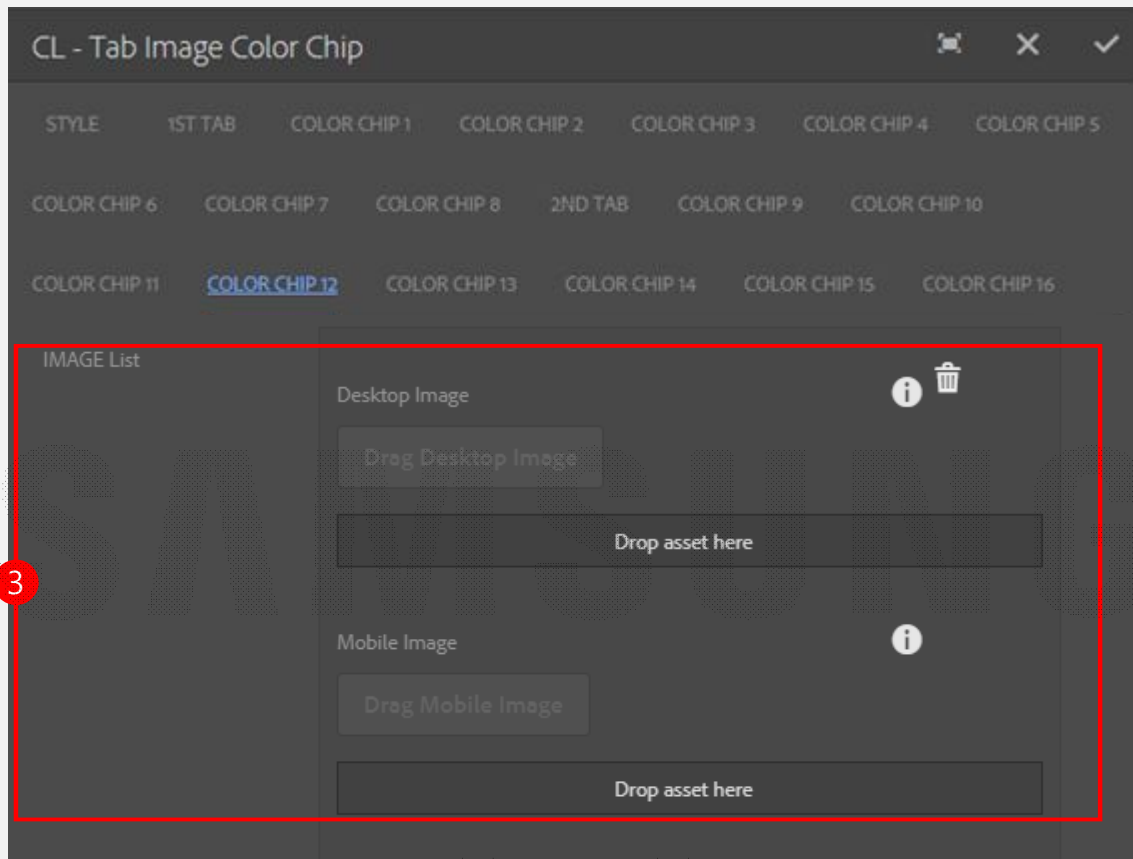 CL - Tab Image Color Chip
STYLE 1ST TAB COLOR CHIP 1 COLOR CHIP 2 COLOR CHIP 3 COLOR CHIP 4 COLOR CHIP 5
COLOR CHIP 6 COLOR CHIP 7 COLOR CHIP 8 2ND TAB COLOR CHIP 9 COLOR CHIP 10
COLOR CHIP 11 COLOR CHIP 12 COLOR CHIP 13 COLOR CHIP 14 COLOR CHIP 15 COLOR CHIP 16
IMAGE List
Desktop Image
Drag Desktop Image
Drop asset here
SAMSUNG
3
Mobile Image
Drag Mobile Image
Drop asset here